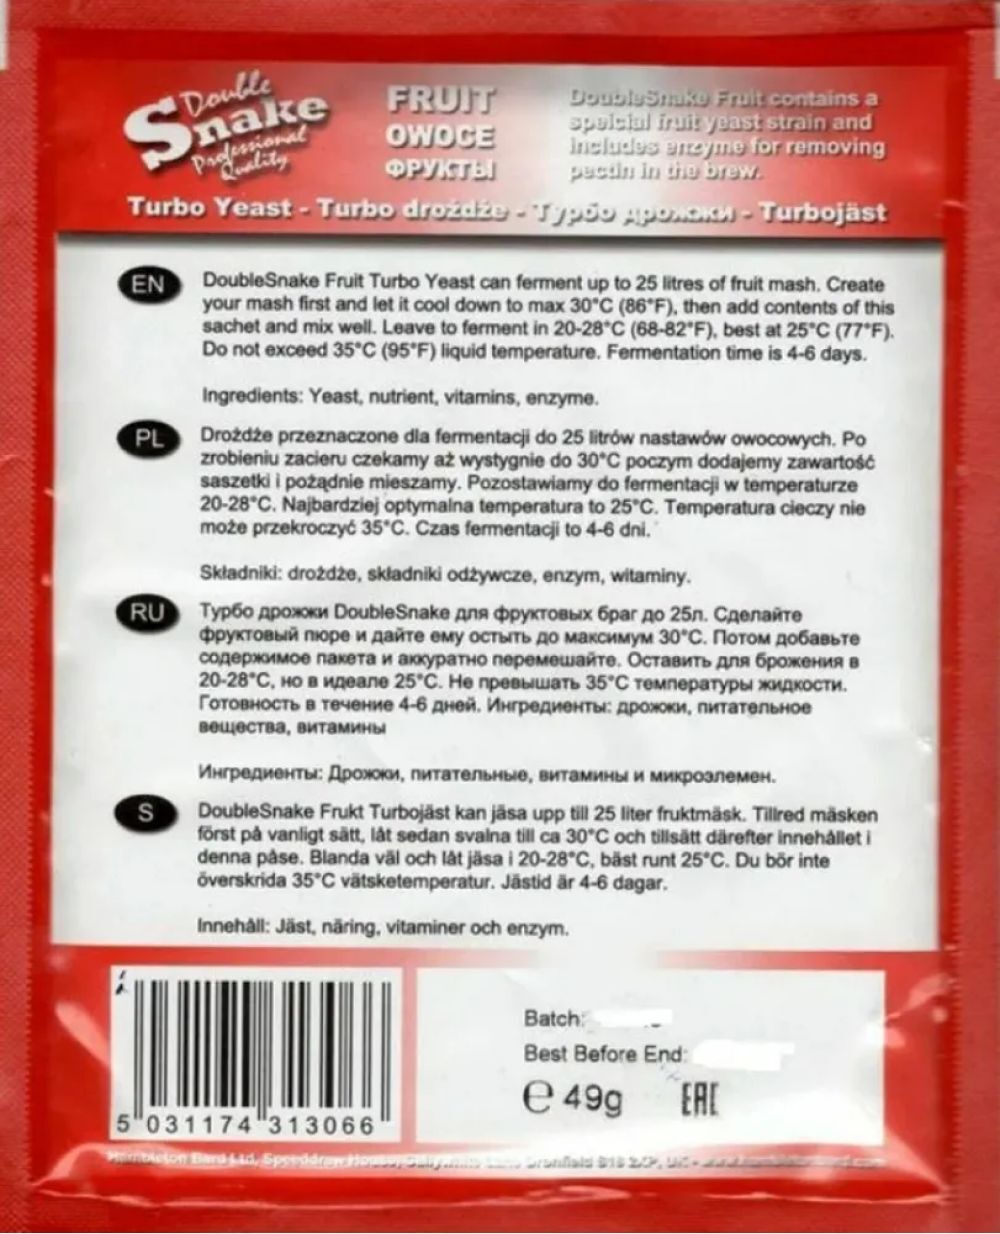 Double
Snake
Professional
Quality
FRUIT
OWOCE
ФРУКТЫ
DoubleSnake Fruit contains a
speicial fruit yeast strain and
includes enzyme for removing
pectin in the brew.
Turbo Yeast - Turbo drożdże - Турбо дрожжи - Turbojäst
EN
DoubleSnake Fruit Turbo Yeast can ferment up to 25 litres of fruit mash. Create
your mash first and let it cool down to max 30°C (86°F), then add contents of this
sachet and mix well. Leave to ferment in 20-28°C (68-82°F), best at 25°C (77°F).
Do not exceed 35°C (95°F) liquid temperature. Fermentation time is 4-6 days.
Ingredients: Yeast, nutrient, vitamins, enzyme.
PL
Drożdże przeznaczone dla fermentacji do 25 litrów nastawów owocowych. Po
zrobieniu zacieru czekamy aż wystygnie do 30°C poczym dodajemy zawartość
saszetki i pożądnie mieszamy. Pozostawiamy do fermentacji w temperaturze
20-28°C. Najbardziej optymalna temperatura to 25°C. Temperatura cieczy nie
może przekroczyć 35°C. Czas fermentacji to 4-6 dni.
Składniki: drożdże, składniki odżywcze, enzym, witaminy.
RU
Турбо дрожжи DoubleSnake для фруктовых браг до 25л. Сделайте
фруктовый пюре и дайте ему остыть до максимум 30°C. Потом добавьте
содержимое пакета и аккуратно перемешайте. Оставить для брожения в
20-28°C, но в идеале 25°C. Не превышать 35°C температуры жидкости.
Готовность в течение 4-6 дней. Ингредиенты: дрожжи, питательное
вещества, витамины
Ингредиенты: Дрожжи, питательные, витамины и микроэлемен.
S
DoubleSnake Frukt Turbojäst kan jäsa upp till 25 liter fruktmäsk. Tillred mäsken
först på vanligt sätt, låt sedan svalna till ca 30°C och tillsätt därefter innehållet i
denna påse. Blanda väl och låt jäsa i 20-28°C, bäst runt 25°C. Du bör inte
överskrida 35°C vätsketemperatur. Jästid är 4-6 dagar.
Innehåll: Jäst, näring, vitaminer och enzym.
Batch:
Best Before End:
e 49g EAC
5 031174 313066
Hambleton Bard Ltd, Speeddraw House, Lane Dronfield S18 2XP, UK -